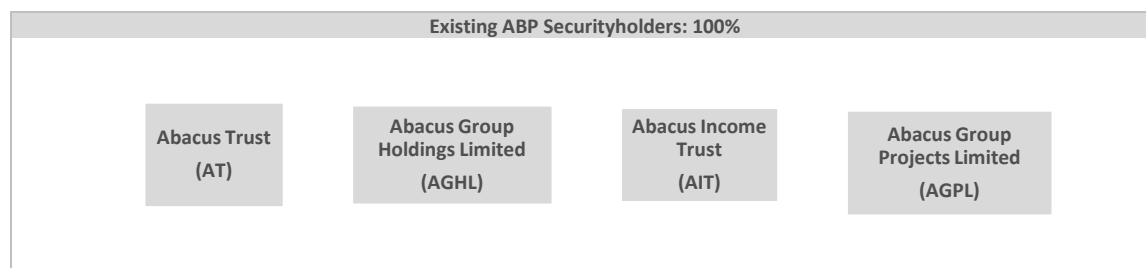 Existing ABP Securityholders: 100%
Abacus Trust
(AT)
Abacus Group
Holdings Limited
(AGHL)
Abacus Income
Trust
(AIT)
Abacus Group
Projects Limited
(AGPL)